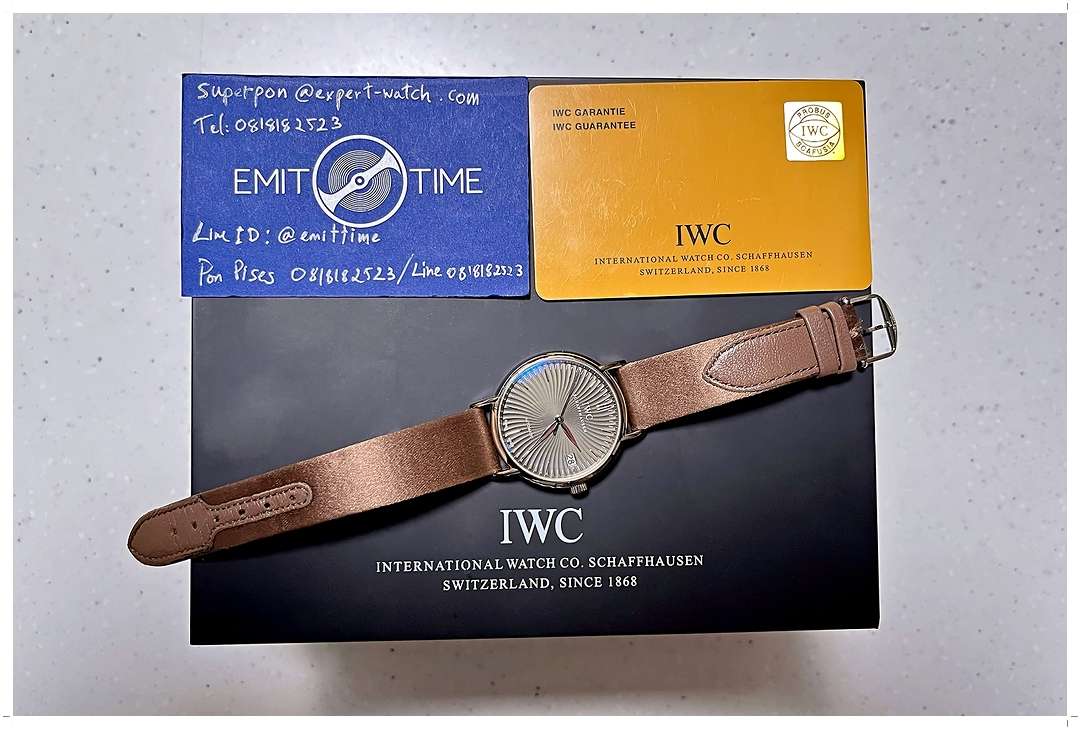 Superpon @expert-watch.com
Tel: 0818182523
EMIT TIME
Line ID: @emittime
Pon Pises 0818182523/Line 0818182523
IWC GARANTIE
IWC GUARANTEE
PROBUS
IWC
SCAFUSIA
IWC
INTERNATIONAL WATCH CO. SCHAFFHAUSEN
SWITZERLAND, SINCE 1868
IWC
28
IWC
INTERNATIONAL WATCH CO. SCHAFFHAUSEN
SWITZERLAND, SINCE 1868